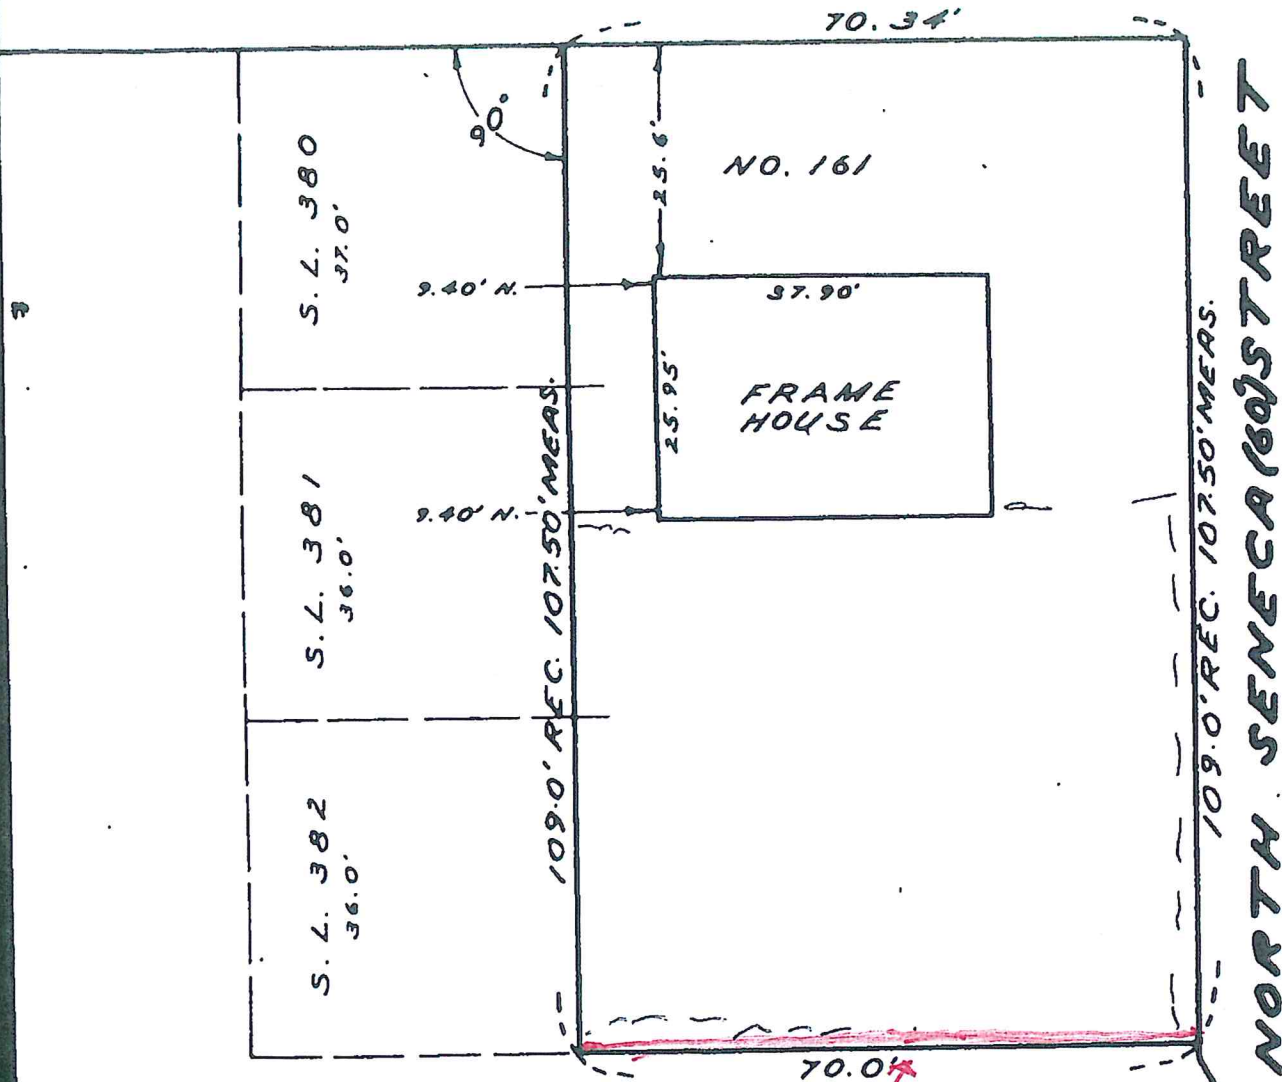 70.34'
90°
25.6'
NO. 161
S. L. 380
37.0'
9.40' N.
37.90'
25.95'
FRAME
HOUSE
9.40' N.
S. L. 381
36.0'
109.0' REC. 107.50' MEAS.
109.0' REC. 107.50' MEAS.
NORTH SENECA (60') STREET
S. L. 382
36.0'
70.0'